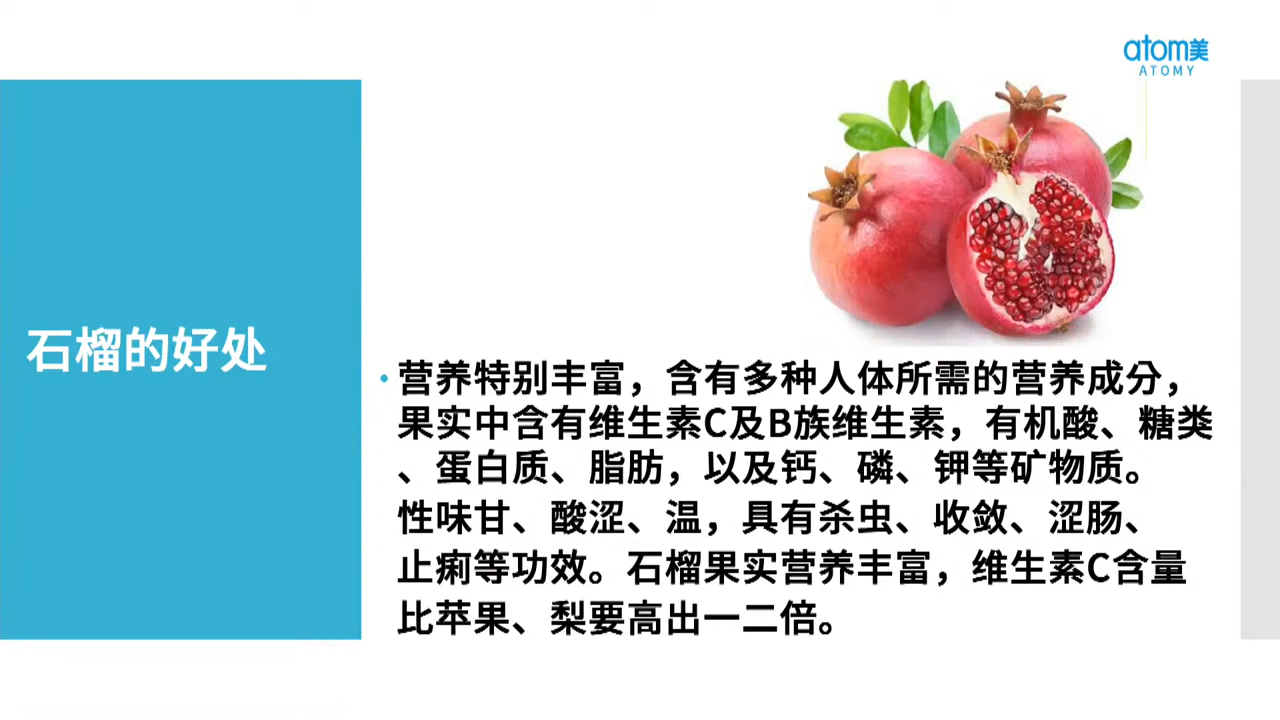 atom美
ATOMY
石榴的好处
• 营养特别丰富，含有多种人体所需的营养成分，
果实中含有维生素C及B族维生素，有机酸、糖类
、蛋白质、脂肪，以及钙、磷、钾等矿物质。
性味甘、酸涩、温，具有杀虫、收敛、涩肠、
止痢等功效。石榴果实营养丰富，维生素C含量
比苹果、梨要高出一二倍。